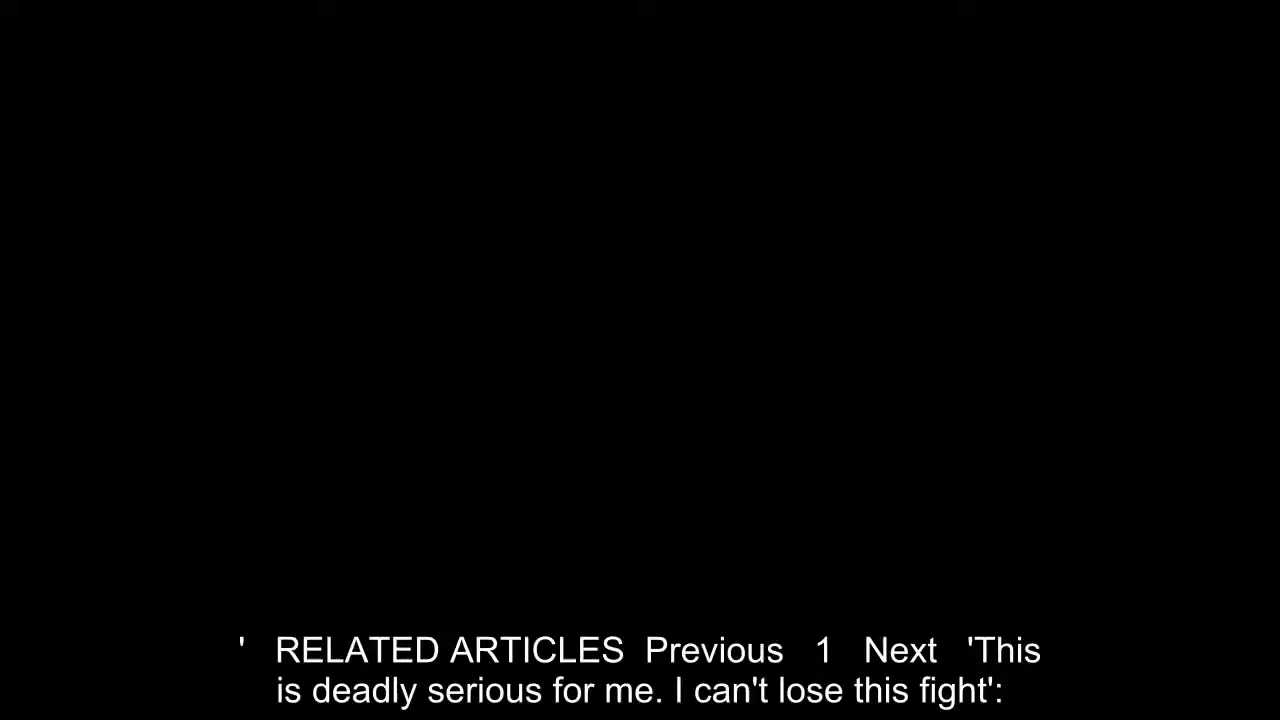 ' RELATED ARTICLES Previous 1 Next 'This
is deadly serious for me. I can't lose this fight':